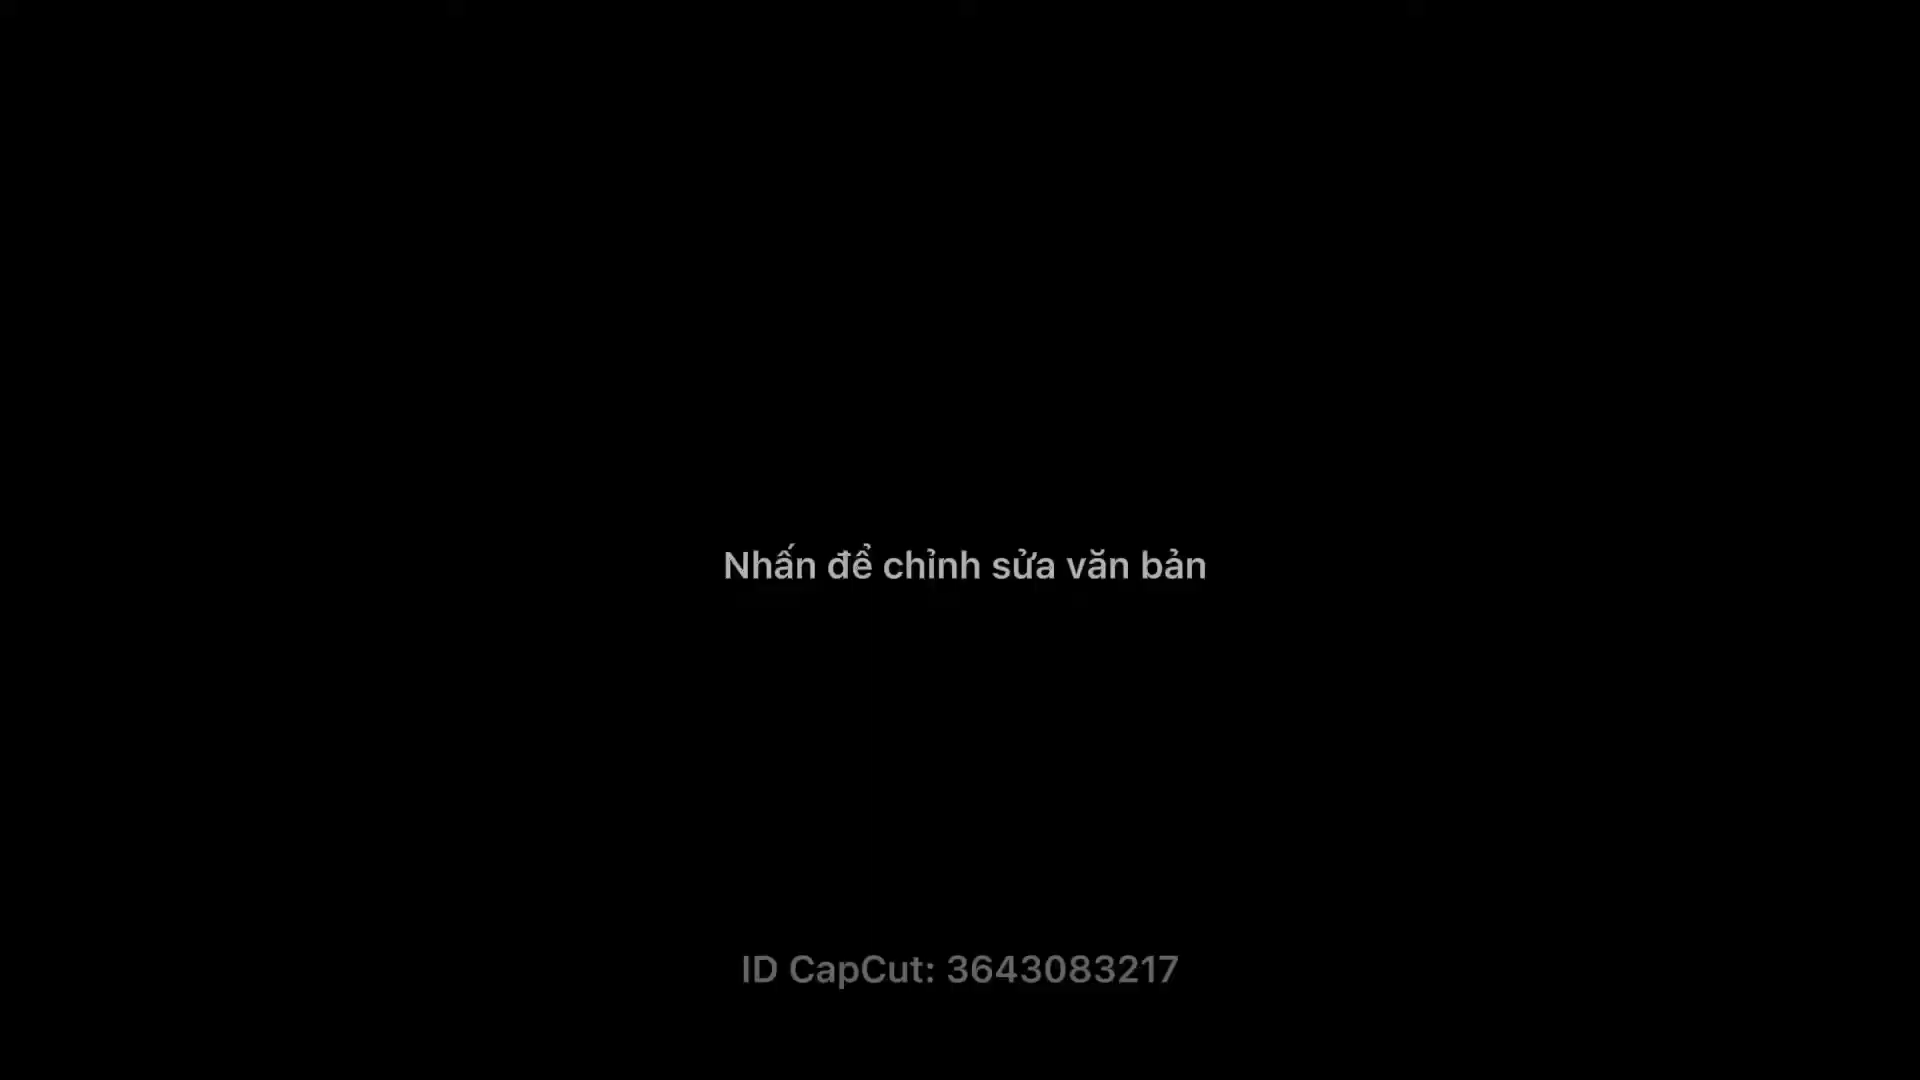 Nhấn để chỉnh sửa văn bản
ID CapCut: 3643083217